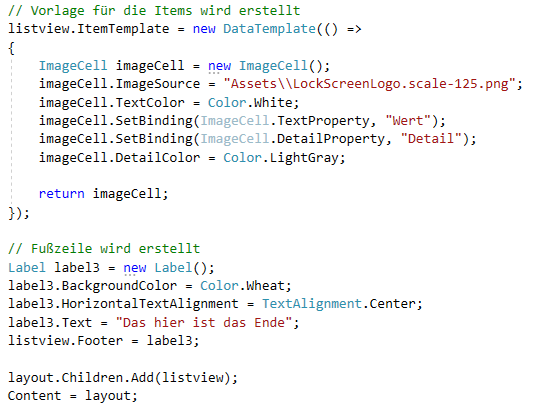 // Vorlage für die Items wird erstellt
listview.ItemTemplate = new DataTemplate(() =>
{
    ImageCell imageCell = new ImageCell();
    imageCell.ImageSource = "Assets\\LockScreenLogo.scale-125.png";
    imageCell.TextColor = Color.White;
    imageCell.SetBinding(ImageCell.TextProperty, "Wert");
    imageCell.SetBinding(ImageCell.DetailProperty, "Detail");
    imageCell.DetailColor = Color.LightGray;

    return imageCell;
});

// Fußzeile wird erstellt
Label label3 = new Label();
label3.BackgroundColor = Color.Wheat;
label3.HorizontalTextAlignment = TextAlignment.Center;
label3.Text = "Das hier ist das Ende";
listview.Footer = label3;

layout.Children.Add(listview);
Content = layout;